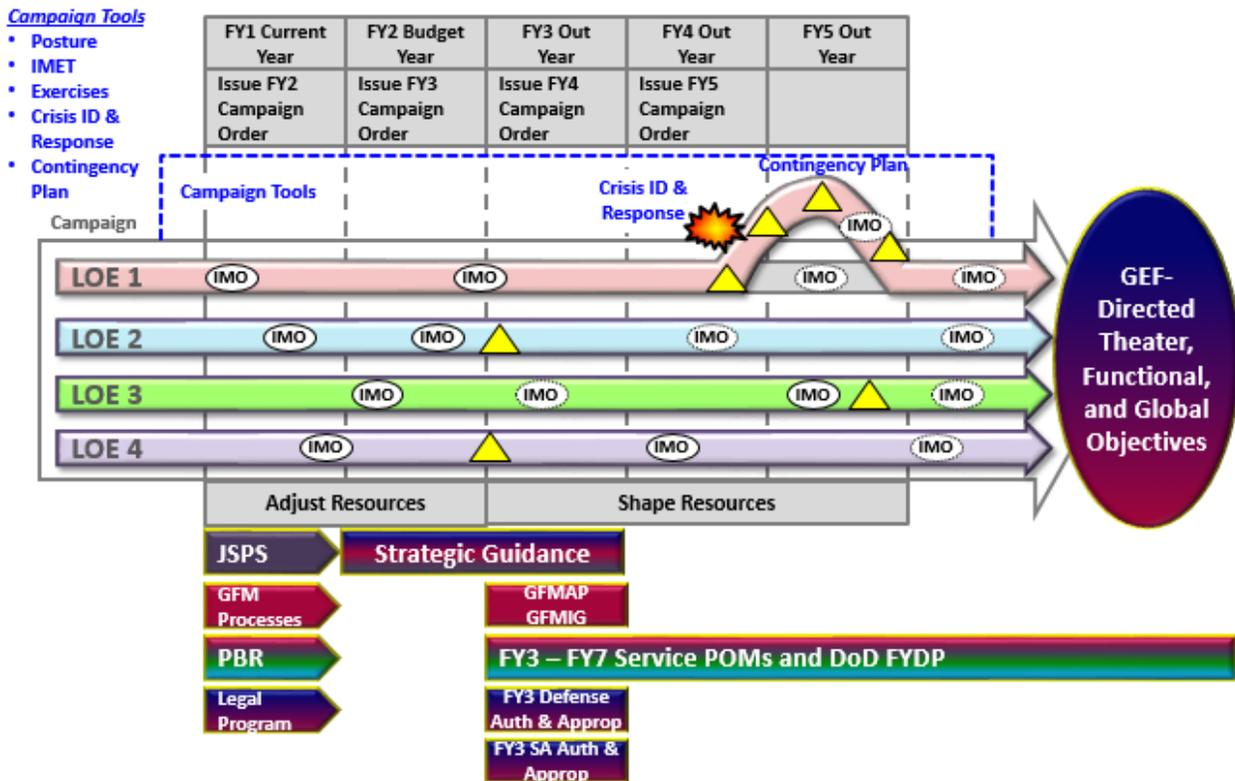 Campaign Tools
• Posture
• IMET
• Exercises
• Crisis ID &
Response
• Contingency
Plan
FY1 Current
Year
FY2 Budget
Year
FY3 Out
Year
FY4 Out
Year
FY5 Out
Year
Issue FY2
Campaign
Order
Issue FY3
Campaign
Order
Issue FY4
Campaign
Order
Issue FY5
Campaign
Order
Campaign Tools
Crisis ID &
Response
Contingency Plan
Campaign
IMO
LOE 1
IMO
IMO
IMO
IMO
LOE 2
IMO
IMO
IMO
IMO
LOE 3
IMO
IMO
IMO
IMO
LOE 4
IMO
IMO
IMO
GEF-
Directed
Theater,
Functional,
and Global
Objectives
Adjust Resources
Shape Resources
JSPS
Strategic Guidance
GFM
Processes
GFMAP
GFMIG
PBR
FY3 – FY7 Service POMs and DoD FYDP
Legal
Program
FY3 Defense
Auth & Approp
FY3 SA Auth &
Approp